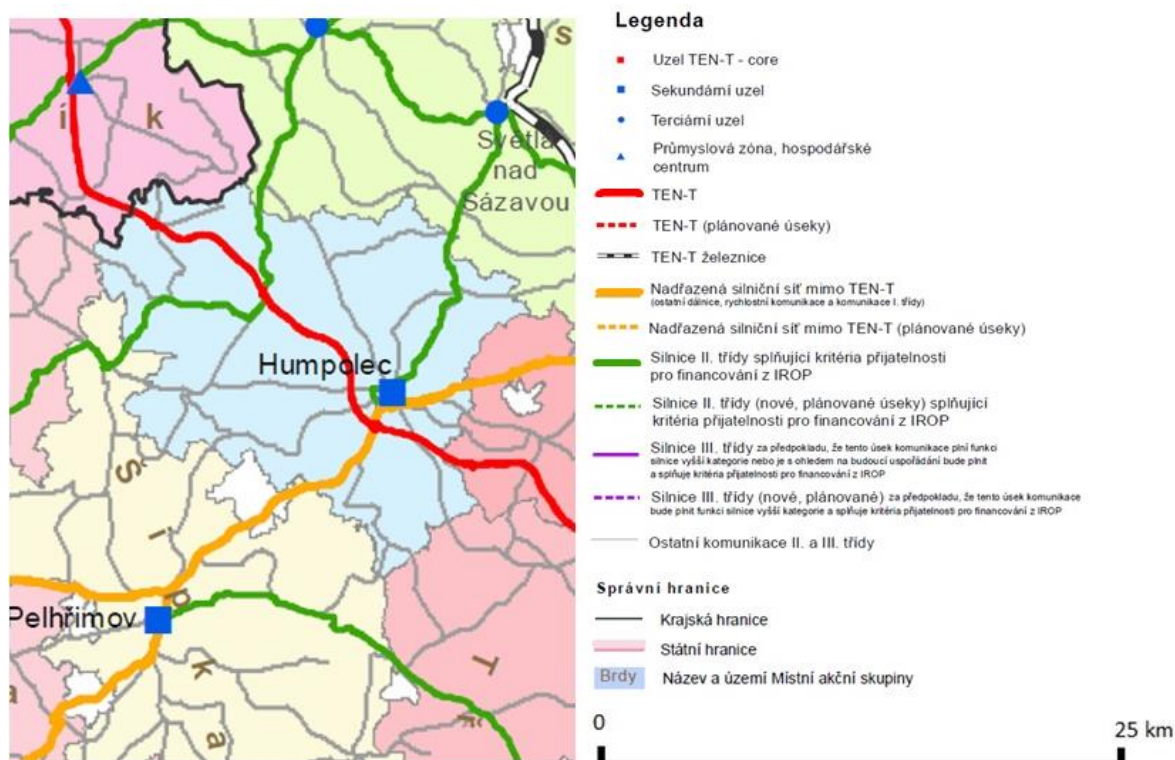 í
k
s
Světlá
nad
Sázavou
Humpolec
Š
i
p
k
a
Pelhřimov
a
T
ř
Legenda
Uzel TEN-T - core
Sekundární uzel
Terciární uzel
Průmyslová zóna, hospodářské
centrum
TEN-T
TEN-T (plánované úseky)
TEN-T železnice
Nadřazená silniční síť mimo TEN-T
(ostatní dálnice, rychlostní komunikace a komunikace I. třídy)
Nadřazená silniční síť mimo TEN-T (plánované úseky)
Silnice II. třídy splňující kritéria přijatelnosti
pro financování z IROP
Silnice II. třídy (nové, plánované úseky) splňující
kritéria přijatelnosti pro financování z IROP
Silnice III. třídy za předpokladu, že tento úsek komunikace plní funkci
silnice vyšší kategorie nebo je s ohledem na budoucí uspořádání bude plnit
a splňuje kritéria přijatelnosti pro financování z IROP
Silnice III. třídy (nové, plánované) za předpokladu, že tento úsek komunikace
bude plnit funkci silnice vyšší kategorie a splňuje kritéria přijatelnosti pro financování z IROP
Ostatní komunikace II. a III. třídy
Správní hranice
Krajská hranice
Státní hranice
Brdy Název a území Místní akční skupiny
0 25 km